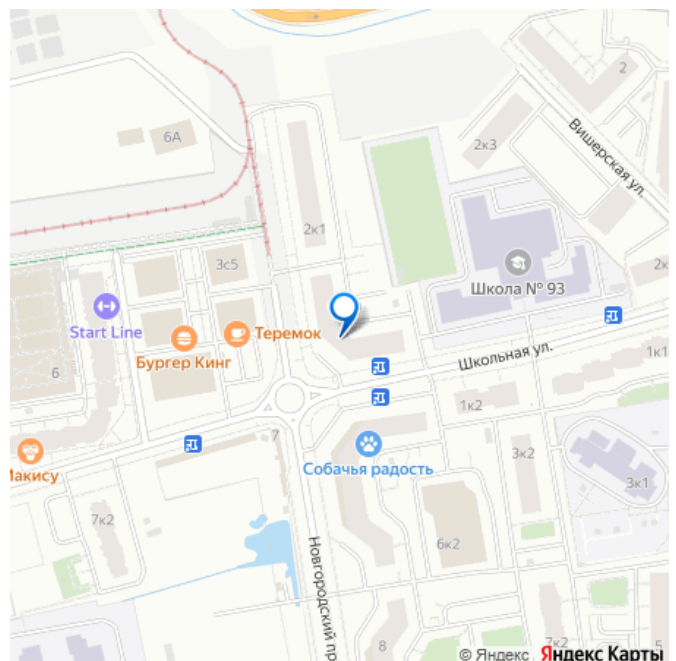 2
6А
2к3
Вишерская ул.
2к1
3с5
Школа № 93
2к
Start Line
Теремок
Бургер Кинг
Школьная ул.
1к1
6
1к2
7
Макису
Собачья радость
3к2
3к1
7к2
6к2
Новгородский пр
8
7к2
5
© Яндекс Яндекс Карты